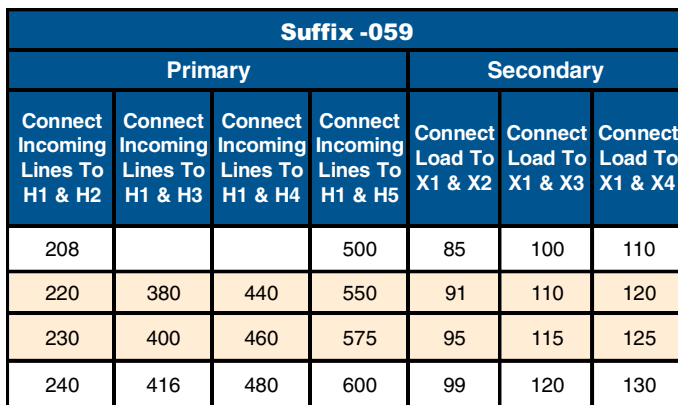 Suffix -059
Primary Secondary
Connect Incoming Lines To H1 & H2 Connect Incoming Lines To H1 & H3 Connect Incoming Lines To H1 & H4 Connect Incoming Lines To H1 & H5 Connect Load To X1 & X2 Connect Load To X1 & X3 Connect Load To X1 & X4
208 500 85 100 110
220 380 440 550 91 110 120
230 400 460 575 95 115 125
240 416 480 600 99 120 130